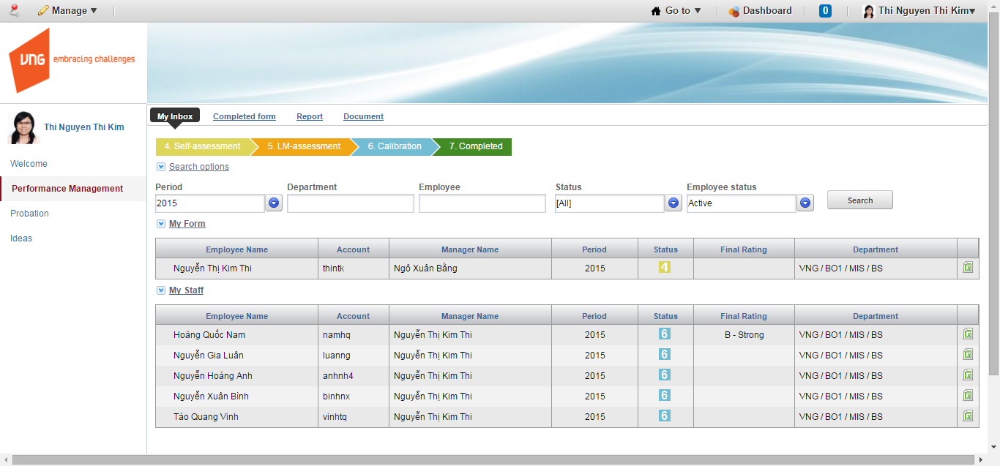 Manage Go to Dashboard 0 Thi Nguyen Thi Kim
VNG embracing challenges
My Inbox Completed form Report Document
Thi Nguyen Thi Kim
Welcome
Performance Management
Probation
Ideas
4. Self-assessment 5. LM-assessment 6. Calibration 7. Completed
Search options
Period Department Employee Status Employee status
2015 [All] Active Search
My Form
Employee Name Account Manager Name Period Status Final Rating Department
Nguyễn Thị Kim Thi thintk Ngô Xuân Bằng 2015 4 VNG / BO1 / MIS / BS
My Staff
Employee Name Account Manager Name Period Status Final Rating Department
Hoàng Quốc Nam namhq Nguyễn Thị Kim Thi 2015 6 B - Strong VNG / BO1 / MIS / BS
Nguyễn Gia Luân luanng Nguyễn Thị Kim Thi 2015 6 VNG / BO1 / MIS / BS
Nguyễn Hoàng Anh anhnh4 Nguyễn Thị Kim Thi 2015 6 VNG / BO1 / MIS / BS
Nguyễn Xuân Bình binhnx Nguyễn Thị Kim Thi 2015 6 VNG / BO1 / MIS / BS
Tào Quang Vinh vinhtq Nguyễn Thị Kim Thi 2015 6 VNG / BO1 / MIS / BS